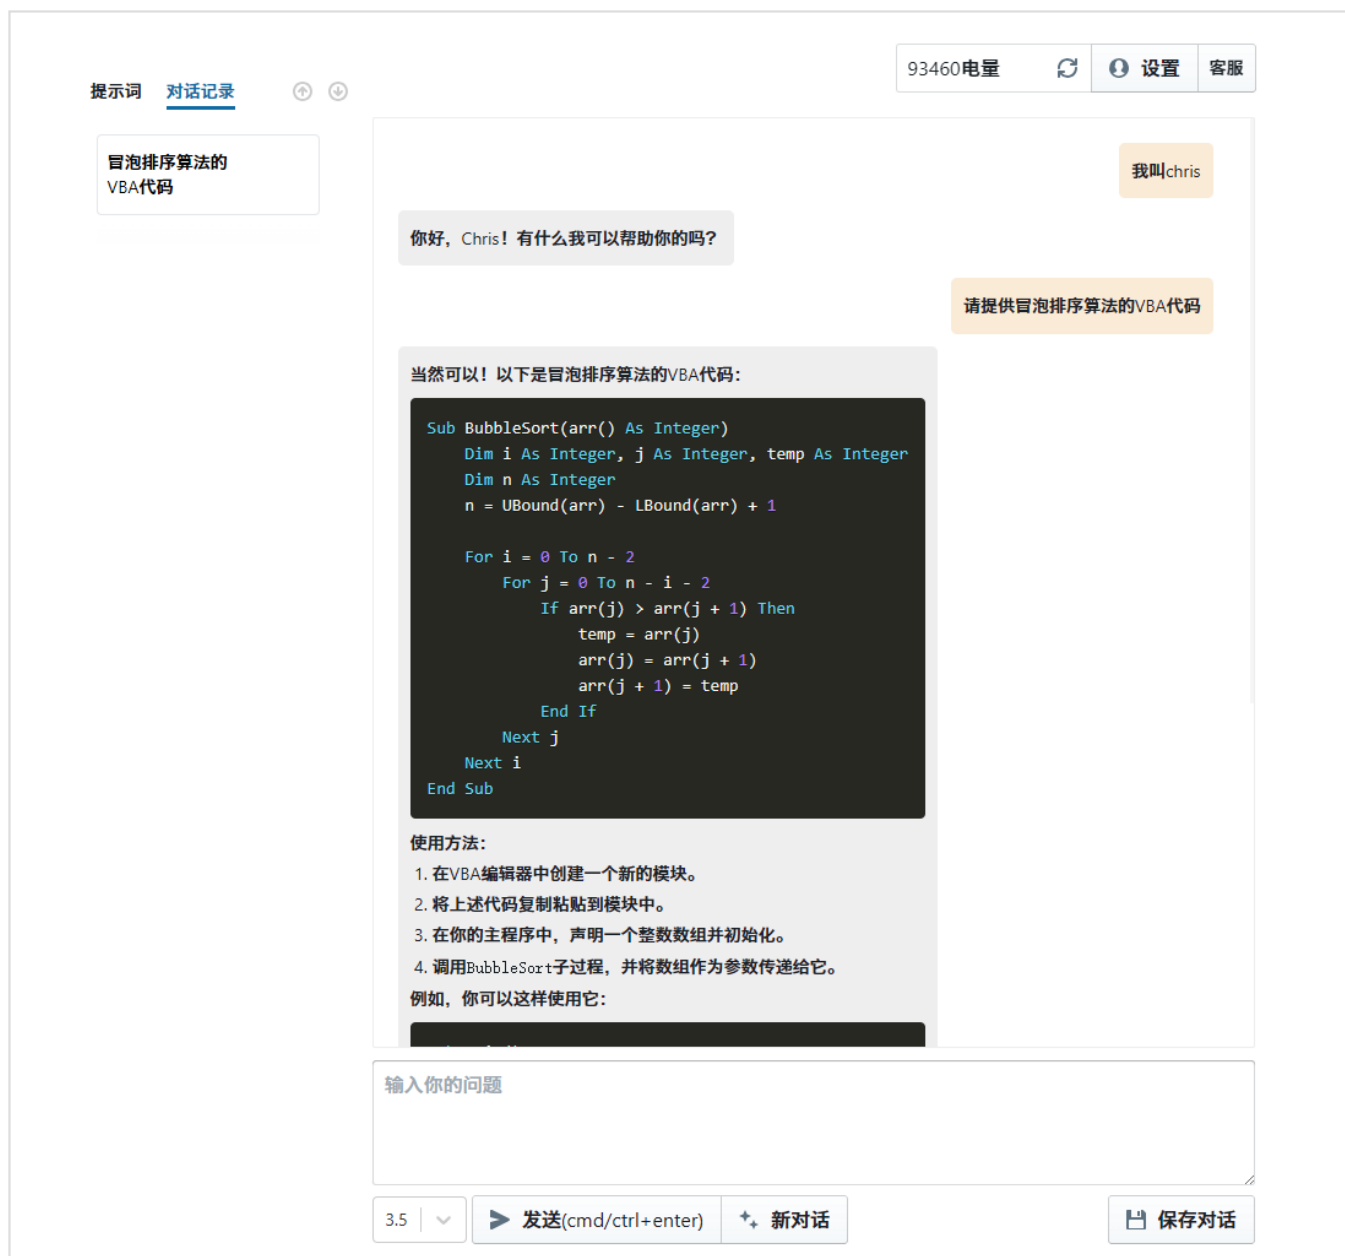 93460电量
设置
客服
提示词
对话记录
冒泡排序算法的
VBA代码
我叫chris
你好，Chris！有什么我可以帮助你的吗？
请提供冒泡排序算法的VBA代码
当然可以！以下是冒泡排序算法的VBA代码：
Sub BubbleSort(arr() As Integer)
    Dim i As Integer, j As Integer, temp As Integer
    Dim n As Integer
    n = UBound(arr) - LBound(arr) + 1
    For i = 0 To n - 2
        For j = 0 To n - i - 2
            If arr(j) > arr(j + 1) Then
                temp = arr(j)
                arr(j) = arr(j + 1)
                arr(j + 1) = temp
            End If
        Next j
    Next i
End Sub
使用方法：
1. 在VBA编辑器中创建一个新的模块。
2. 将上述代码复制粘贴到模块中。
3. 在你的主程序中，声明一个整数数组并初始化。
4. 调用BubbleSort子过程，并将数组作为参数传递给它。
例如，你可以这样使用它：
输入你的问题
3.5
发送(cmd/ctrl+enter)
新对话
保存对话